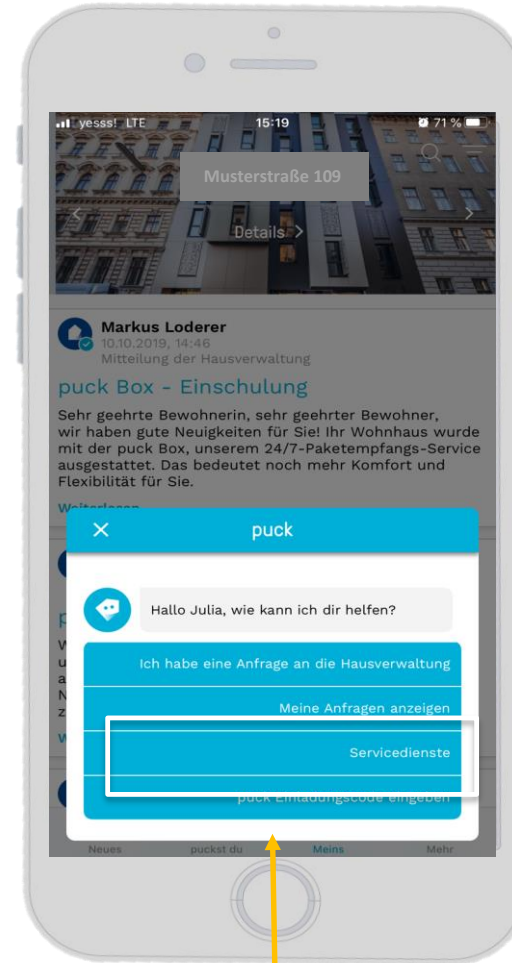 yesss! LTE 15:19 71 %
Musterstraße 109
Details >
Markus Loderer
10.10.2019, 14:46
Mitteilung der Hausverwaltung
puck Box - Einschulung
Sehr geehrte Bewohnerin, sehr geehrter Bewohner,
wir haben gute Neuigkeiten für Sie! Ihr Wohnhaus wurde
mit der puck Box, unserem 24/7-Paketempfangs-Service
ausgestattet. Das bedeutet noch mehr Komfort und
Flexibilität für Sie.
Weiterlesen
puck
Hallo Julia, wie kann ich dir helfen?
Ich habe eine Anfrage an die Hausverwaltung
Meine Anfragen anzeigen
Servicedienste
puck Einladungscode eingeben
Neues puckst du Meins Mehr